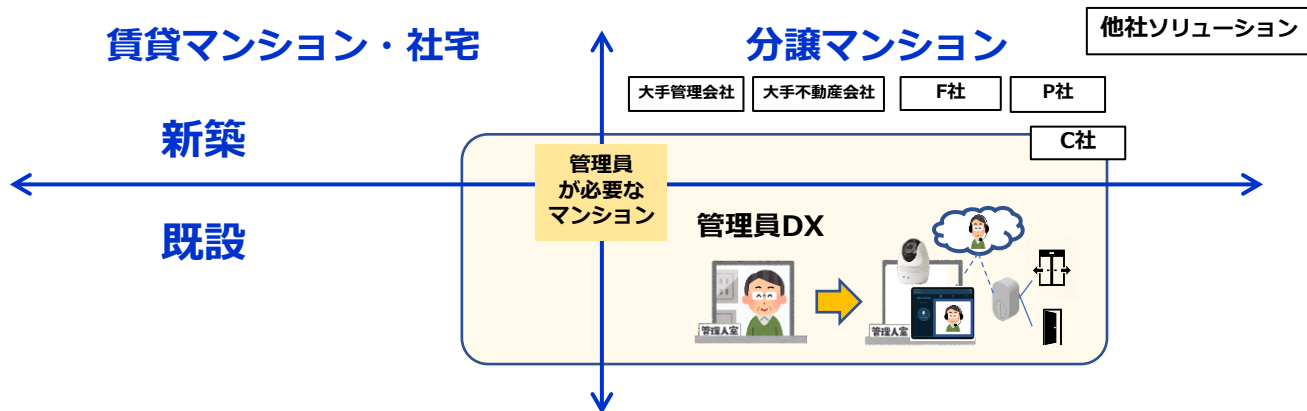 賃貸マンション・社宅
分譲マンション
他社ソリューション
大手管理会社
大手不動産会社
F社
P社
C社
新築
管理員
が必要な
マンション
既設
管理員DX
管理人室
管理人室